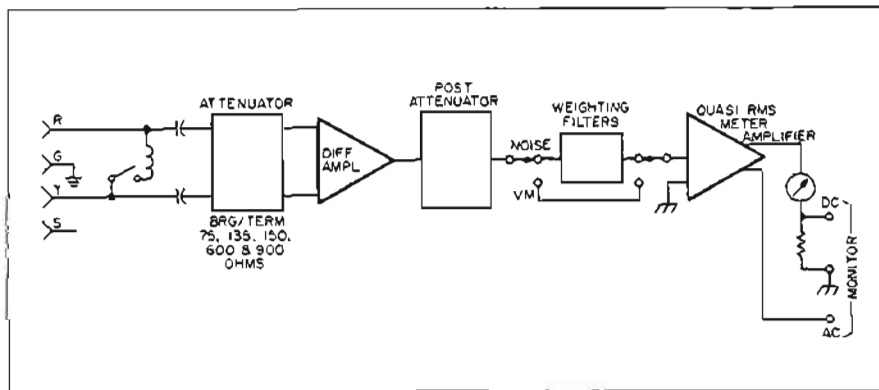 R
G
Y
S
ATTENUATOR
BRG/TERM
75, 135, 150,
600 & 900
OHMS
DIFF
AMPL
POST
ATTENUATOR
NOISE
VM
WEIGHTING
FILTERS
QUASI RMS
METER
AMPLIFIER
DC
MONITOR
AC